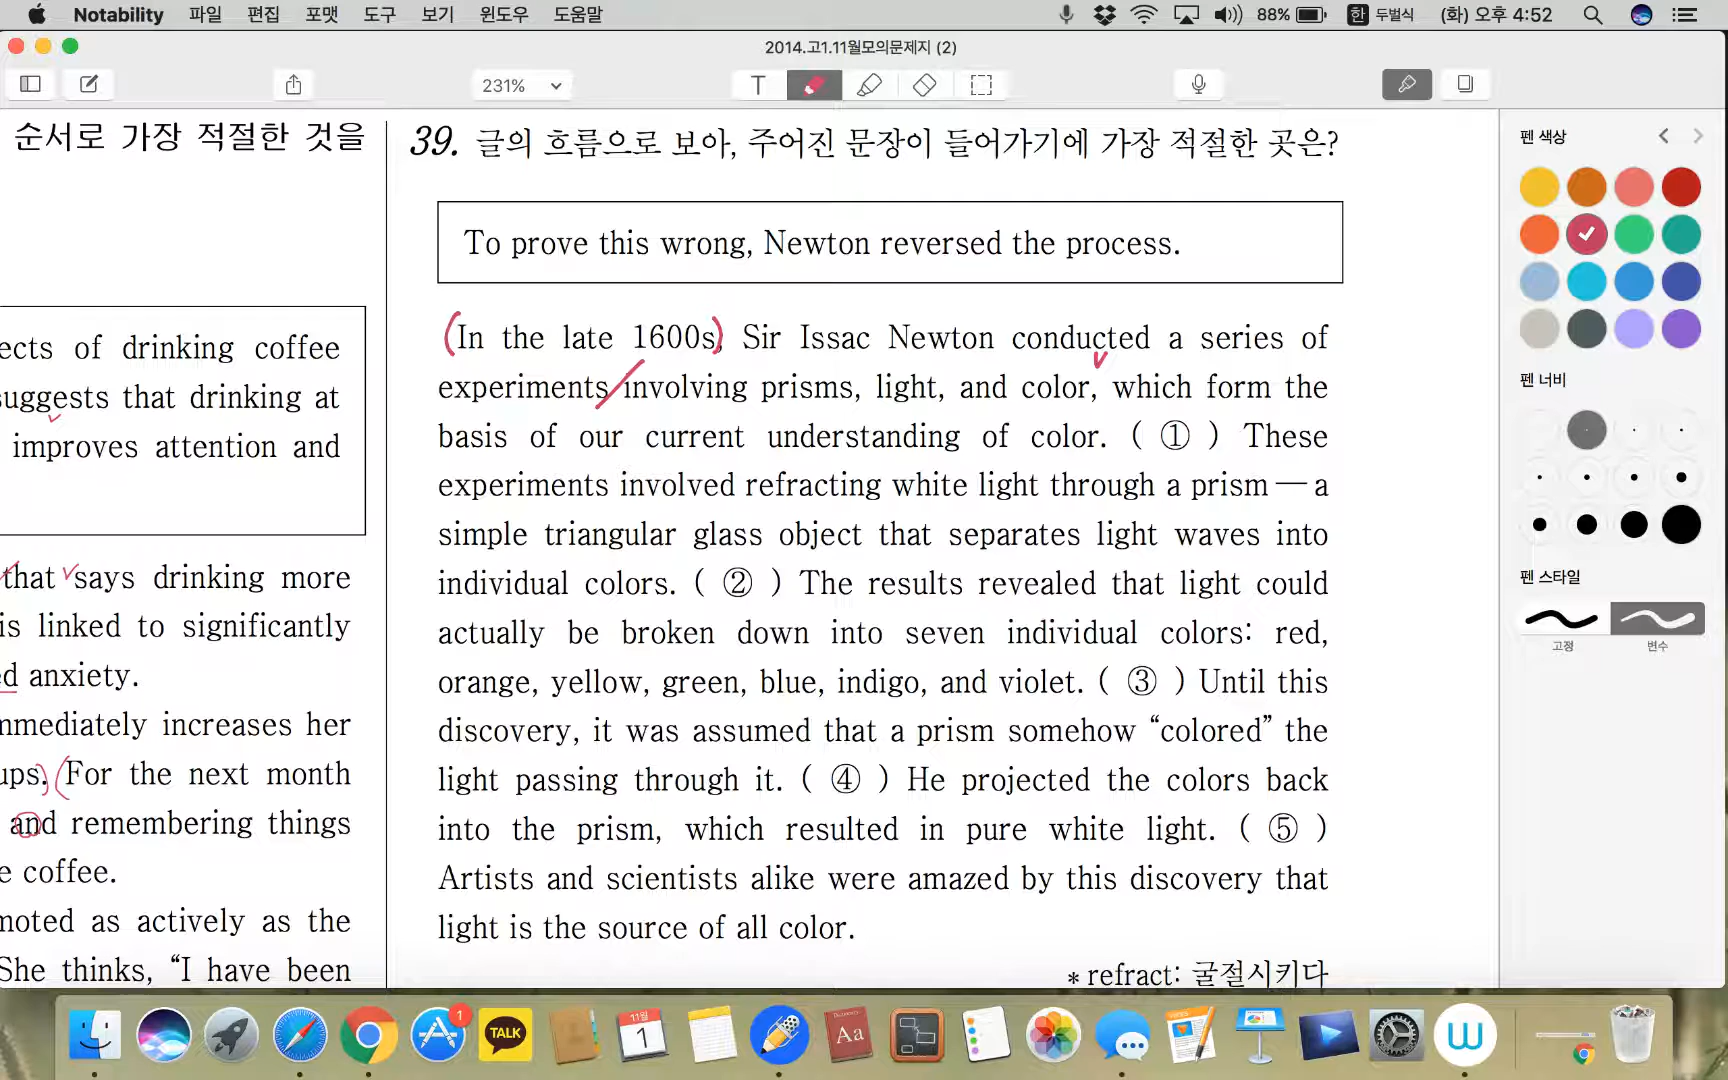 Notability 파일 편집 포맷 도구 보기 윈도우 도움말 88% 한 두벌식 (화) 오후 4:52
2014.고1.11월모의문제지 (2)
231% T
순서로 가장 적절한 것을
ects of drinking coffee
suggests that drinking at
improves attention and
that says drinking more
is linked to significantly
ed anxiety.
mmediately increases her
ups. For the next month
and remembering things
e coffee.
noted as actively as the
She thinks, “I have been
39. 글의 흐름으로 보아, 주어진 문장이 들어가기에 가장 적절한 곳은?
To prove this wrong, Newton reversed the process.
In the late 1600s, Sir Issac Newton conducted a series of
experiments involving prisms, light, and color, which form the
basis of our current understanding of color. ( ① ) These
experiments involved refracting white light through a prism — a
simple triangular glass object that separates light waves into
individual colors. ( ② ) The results revealed that light could
actually be broken down into seven individual colors: red,
orange, yellow, green, blue, indigo, and violet. ( ③ ) Until this
discovery, it was assumed that a prism somehow “colored” the
light passing through it. ( ④ ) He projected the colors back
into the prism, which resulted in pure white light. ( ⑤ )
Artists and scientists alike were amazed by this discovery that
light is the source of all color.
* refract: 굴절시키다
펜 색상
펜 너비
펜 스타일
고정 변수
1
TALK
11월
1
Aa
W